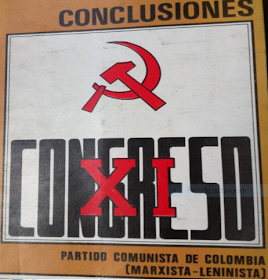 CONCLUSIONES
CONGRESO
XI
PARTIDO COMUNISTA DE COLOMBIA
(MARXISTA-LENINISTA)